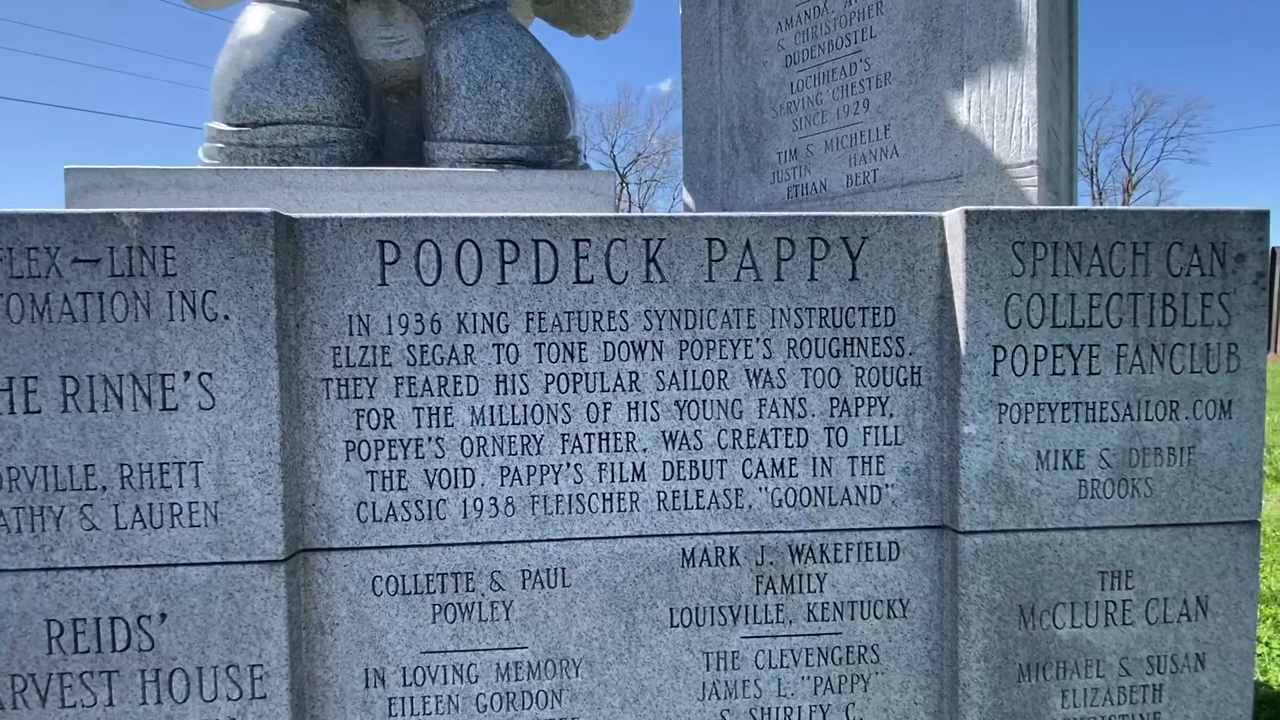 AMANDA,
& CHRISTOPHER
DUDENBOSTEL
LOCHHEAD'S
SERVING CHESTER
SINCE 1929
TIM & MICHELLE
JUSTIN HANNA
ETHAN BERT
FLEX-LINE
TOMATION INC.
HE RINNE'S
ORVILLE, RHETT
ATHY & LAUREN
POOPDECK PAPPY
IN 1936 KING FEATURES SYNDICATE INSTRUCTED
ELZIE SEGAR TO TONE DOWN POPEYE'S ROUGHNESS.
THEY FEARED HIS POPULAR SAILOR WAS TOO ROUGH
FOR THE MILLIONS OF HIS YOUNG FANS. PAPPY,
POPEYE'S ORNERY FATHER, WAS CREATED TO FILL
THE VOID. PAPPY'S FILM DEBUT CAME IN THE
CLASSIC 1938 FLEISCHER RELEASE, "GOONLAND".
SPINACH CAN
COLLECTIBLES
POPEYE FANCLUB
POPEYETHESAILOR.COM
MIKE & DEBBIE
BROOKS
REIDS'
ARVEST HOUSE
COLLETTE & PAUL
POWLEY
IN LOVING MEMORY
EILEEN GORDON
MARK J. WAKEFIELD
FAMILY
LOUISVILLE, KENTUCKY
THE CLEVENGERS
JAMES L. "PAPPY"
& SHIRLEY C.
THE
McCLURE CLAN
MICHAEL & SUSAN
ELIZABETH
CHRISTINE